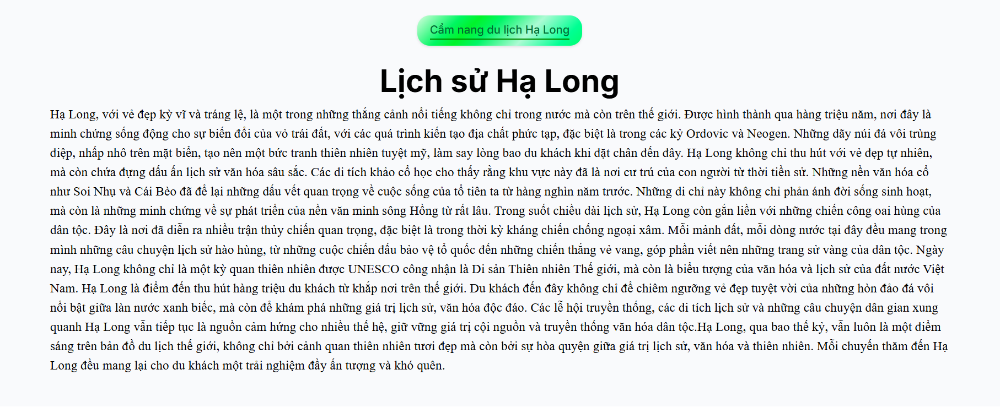 Cẩm nang du lịch Hạ Long
Lịch sử Hạ Long
Hạ Long, với vẻ đẹp kỳ vĩ và tráng lệ, là một trong những thắng cảnh nổi tiếng không chỉ trong nước mà còn trên thế giới. Được hình thành qua hàng triệu năm, nơi đây là
minh chứng sống động cho sự biến đổi của vỏ trái đất, với các quá trình kiến tạo địa chất phức tạp, đặc biệt là trong các kỷ Ordovic và Neogen. Những dãy núi đá vôi trùng
điệp, nhấp nhô trên mặt biển, tạo nên một bức tranh thiên nhiên tuyệt mỹ, làm say lòng bao du khách khi đặt chân đến đây. Hạ Long không chỉ thu hút với vẻ đẹp tự nhiên,
mà còn chứa đựng dấu ấn lịch sử văn hóa sâu sắc. Các di tích khảo cổ học cho thấy rằng khu vực này đã là nơi cư trú của con người từ thời tiền sử. Những nền văn hóa cổ
như Soi Nhụ và Cái Bèo đã để lại những dấu vết quan trọng về cuộc sống của tổ tiên ta từ hàng nghìn năm trước. Những di chỉ này không chỉ phản ánh đời sống sinh hoạt,
mà còn là những minh chứng về sự phát triển của nền văn minh sông Hồng từ rất lâu. Trong suốt chiều dài lịch sử, Hạ Long còn gắn liền với những chiến công oai hùng của
dân tộc. Đây là nơi đã diễn ra nhiều trận thủy chiến quan trọng, đặc biệt là trong thời kỳ kháng chiến chống ngoại xâm. Mỗi mảnh đất, mỗi dòng nước tại đây đều mang trong
mình những câu chuyện lịch sử hào hùng, từ những cuộc chiến đấu bảo vệ tổ quốc đến những chiến thắng vẻ vang, góp phần viết nên những trang sử vàng của dân tộc. Ngày
nay, Hạ Long không chỉ là một kỳ quan thiên nhiên được UNESCO công nhận là Di sản Thiên nhiên Thế giới, mà còn là biểu tượng của văn hóa và lịch sử của đất nước Việt
Nam. Hạ Long là điểm đến thu hút hàng triệu du khách từ khắp nơi trên thế giới. Du khách đến đây không chỉ để chiêm ngưỡng vẻ đẹp tuyệt vời của những hòn đảo đá vôi
nổi bật giữa làn nước xanh biếc, mà còn để khám phá những giá trị lịch sử, văn hóa độc đáo. Các lễ hội truyền thống, các di tích lịch sử và những câu chuyện dân gian xung
quanh Hạ Long vẫn tiếp tục là nguồn cảm hứng cho nhiều thế hệ, giữ vững giá trị cội nguồn và truyền thống văn hóa dân tộc.Hạ Long, qua bao thế kỷ, vẫn luôn là một điểm
sáng trên bản đồ du lịch thế giới, không chỉ bởi cảnh quan thiên nhiên tươi đẹp mà còn bởi sự hòa quyện giữa giá trị lịch sử, văn hóa và thiên nhiên. Mỗi chuyến thăm đến Hạ
Long đều mang lại cho du khách một trải nghiệm đầy ấn tượng và khó quên.